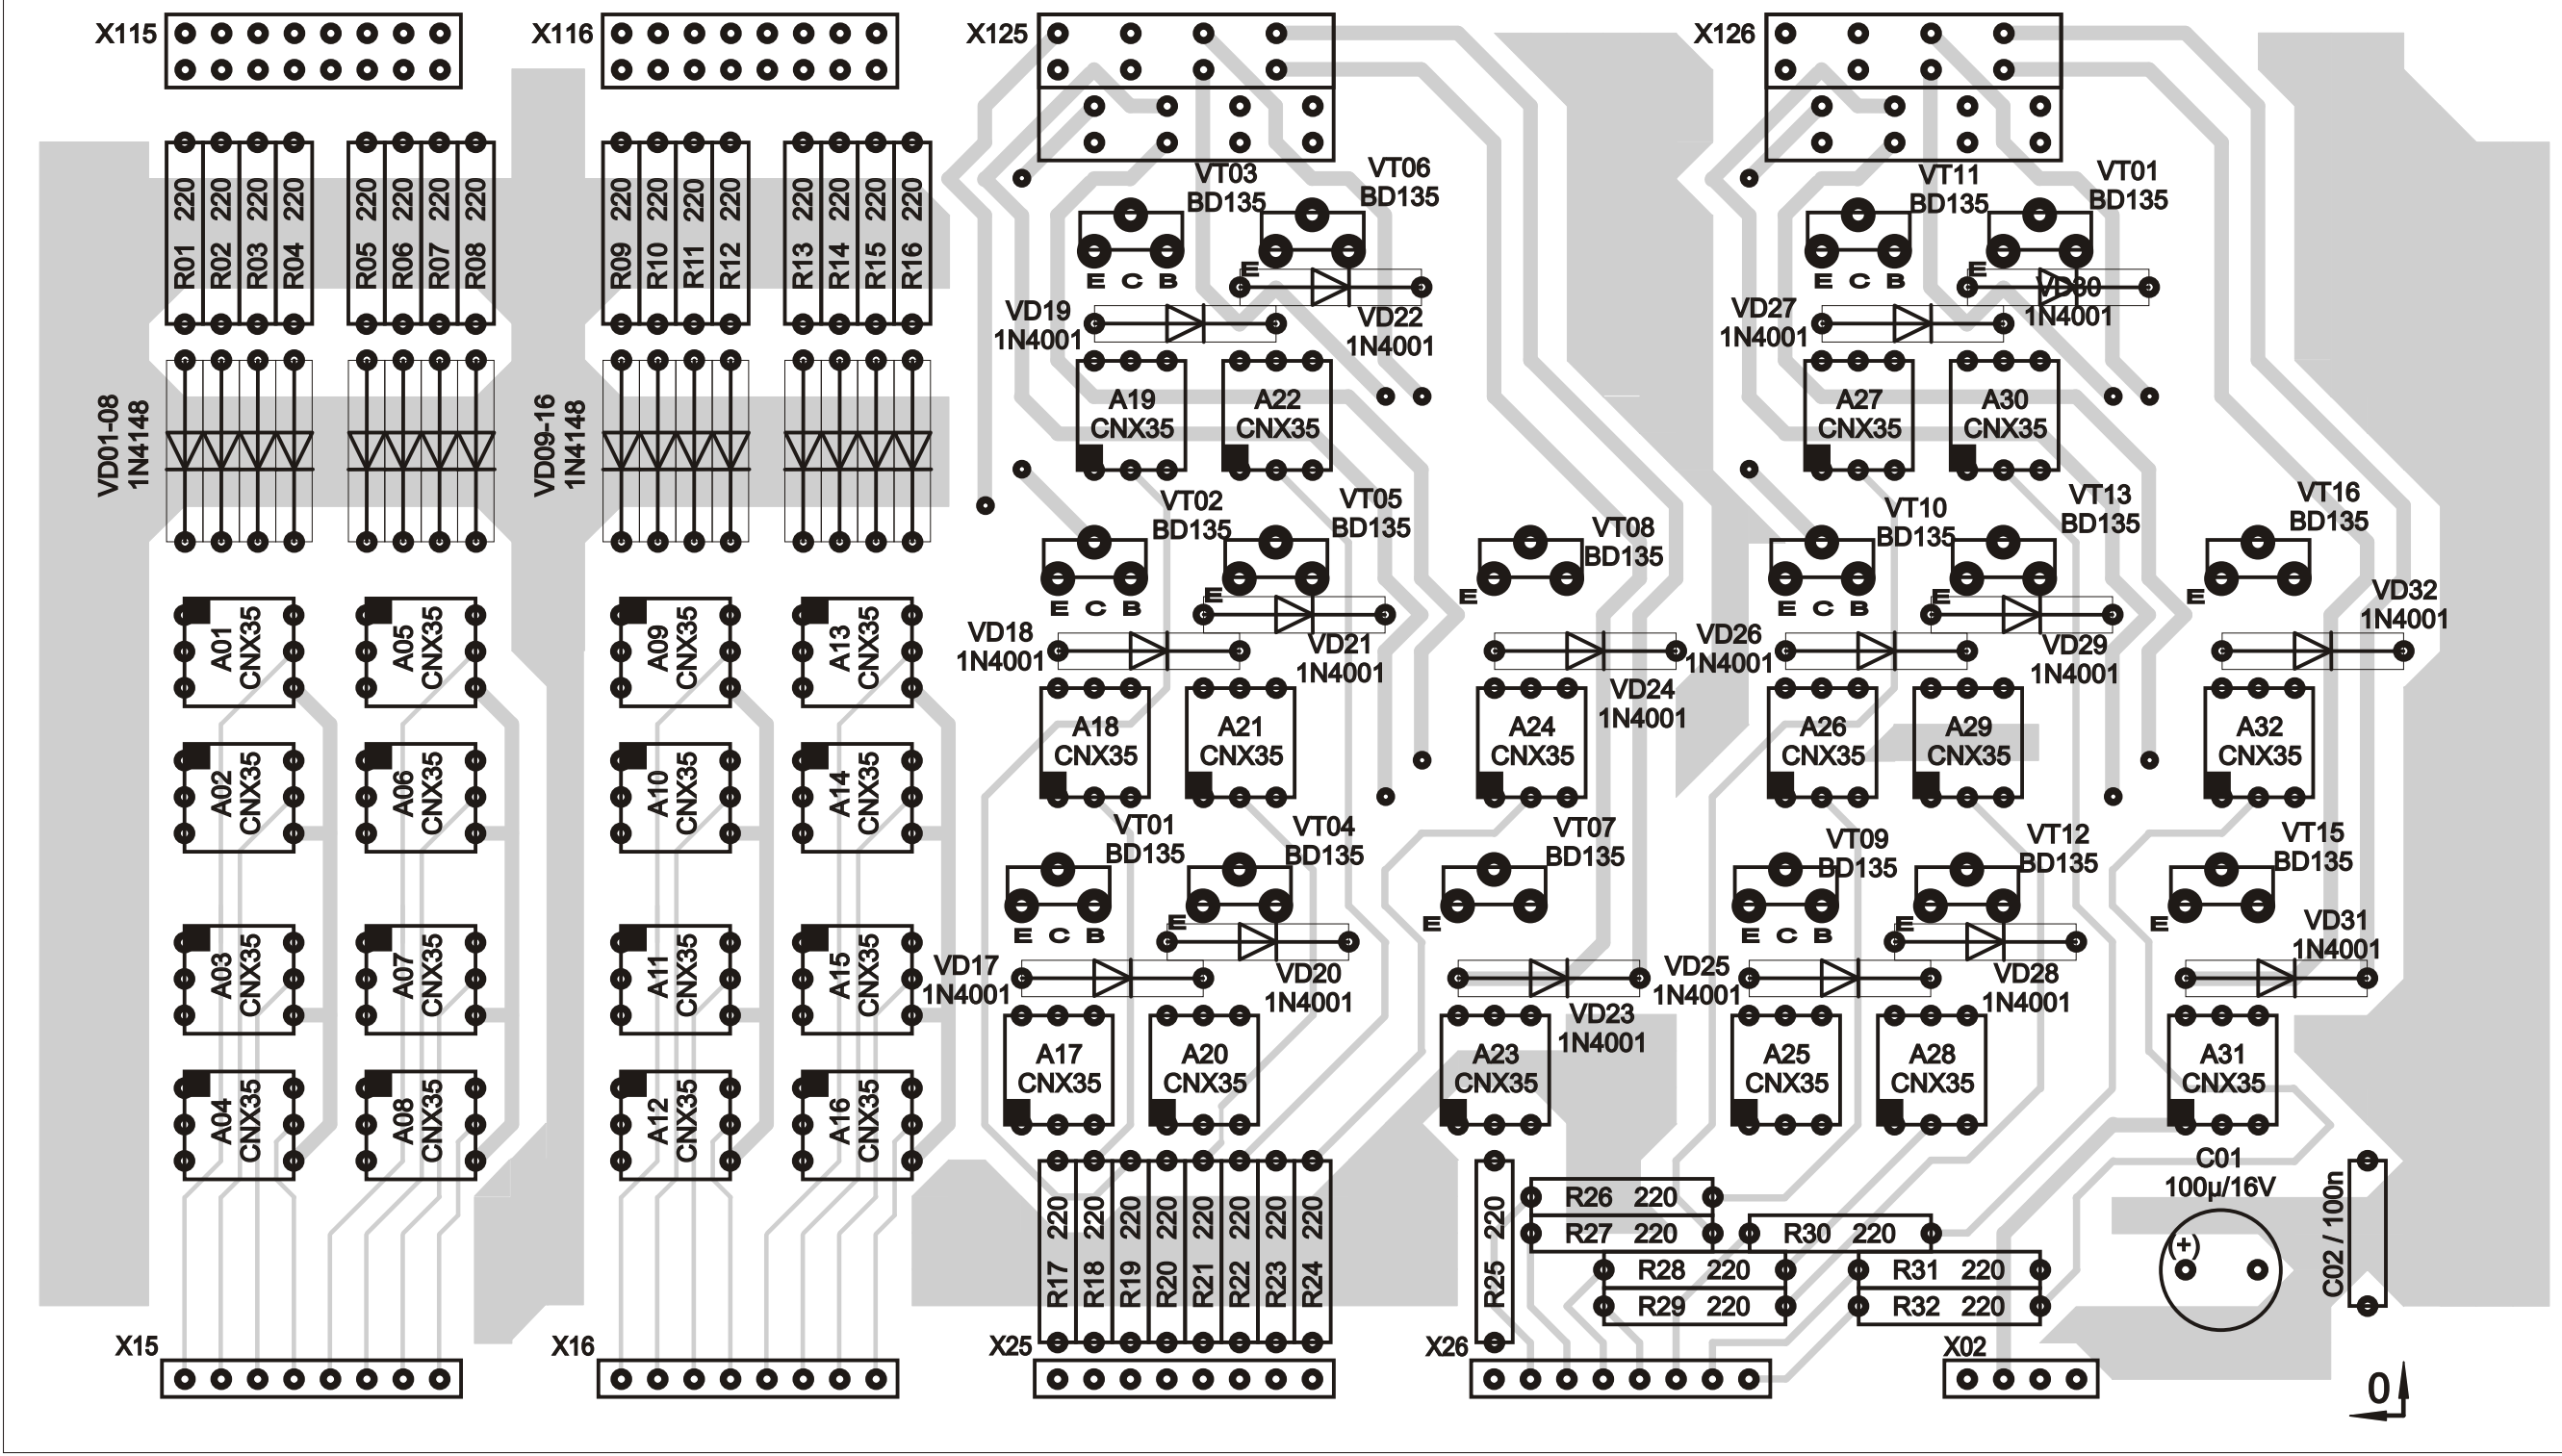 X115
X116
X125
X126
R01 220
R02 220
R03 220
R04 220
R05 220
R06 220
R07 220
R08 220
R09 220
R10 220
R11 220
R12 220
R13 220
R14 220
R15 220
R16 220
VT03
BD135
VT06
BD135
VT11
BD135
VT01
BD135
E C B
E
E C B
E
VD19
1N4001
VD22
1N4001
VD27
1N4001
VD30
1N4001
VD01-08
1N4148
VD09-16
1N4148
A19
CNX35
A22
CNX35
A27
CNX35
A30
CNX35
VT02
BD135
VT05
BD135
VT08
BD135
VT10
BD135
VT13
BD135
VT16
BD135
E C B
E
E
E C B
E
E
VD18
1N4001
VD21
1N4001
VD24
1N4001
VD26
1N4001
VD29
1N4001
VD32
1N4001
A01
CNX35
A05
CNX35
A09
CNX35
A13
CNX35
A18
CNX35
A21
CNX35
A24
CNX35
A26
CNX35
A29
CNX35
A32
CNX35
A02
CNX35
A06
CNX35
A10
CNX35
A14
CNX35
VT01
BD135
VT04
BD135
VT07
BD135
VT09
BD135
VT12
BD135
VT15
BD135
E C B
E
E
E C B
E
E
VD17
1N4001
VD20
1N4001
VD23
1N4001
VD25
1N4001
VD28
1N4001
VD31
1N4001
A03
CNX35
A07
CNX35
A11
CNX35
A15
CNX35
A17
CNX35
A20
CNX35
A23
CNX35
A25
CNX35
A28
CNX35
A31
CNX35
A04
CNX35
A08
CNX35
A12
CNX35
A16
CNX35
R17 220
R18 220
R19 220
R20 220
R21 220
R22 220
R23 220
R24 220
R25 220
R26 220
R27 220
R30 220
R28 220
R31 220
R29 220
R32 220
C01
100µ/16V
(+)
C02 / 100n
X15
X16
X25
X26
X02
0